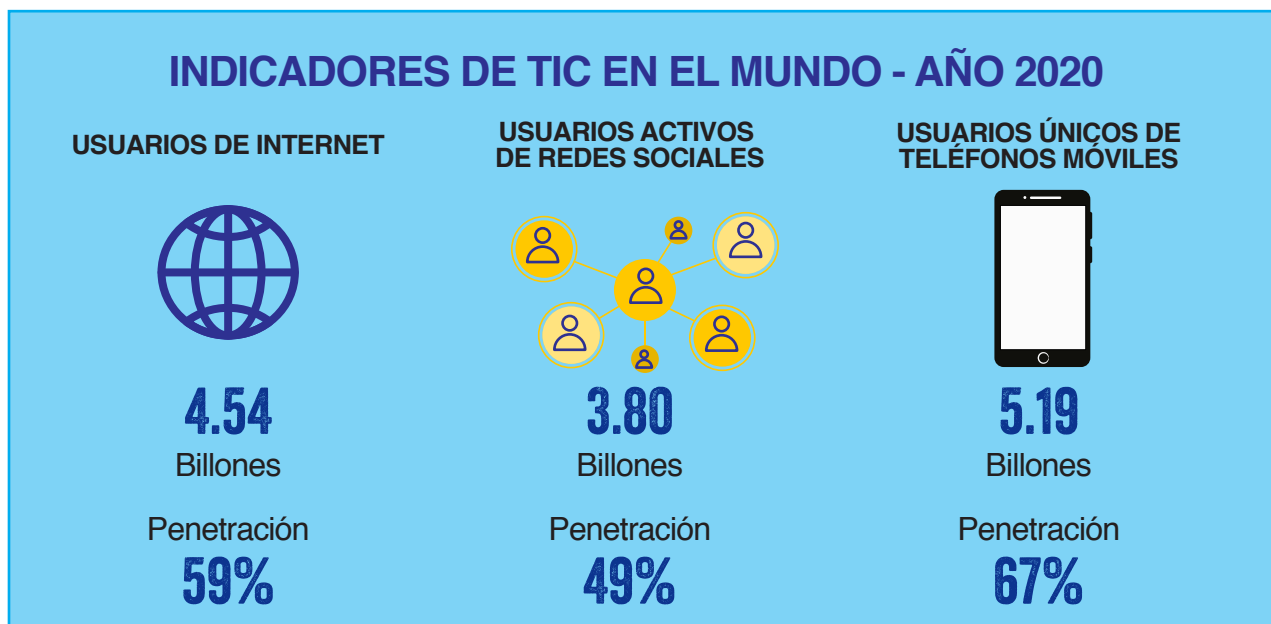 INDICADORES DE TIC EN EL MUNDO - AÑO 2020
USUARIOS DE INTERNET
4.54
Billones
Penetración
59%
USUARIOS ACTIVOS
DE REDES SOCIALES
3.80
Billones
Penetración
49%
USUARIOS ÚNICOS DE
TELÉFONOS MÓVILES
5.19
Billones
Penetración
67%